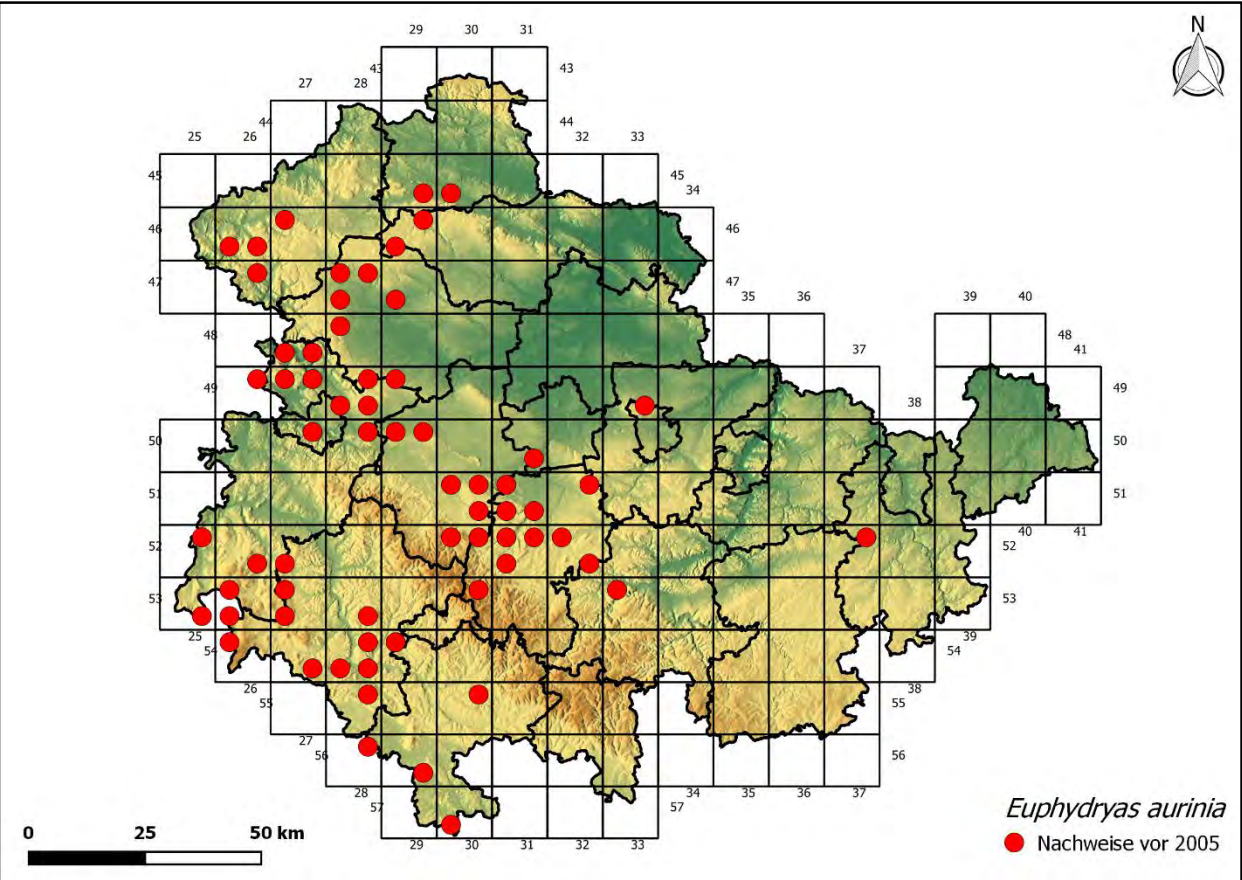 N
29 30 31
43 43
27 28
44 44
25 26 32 33
45 45
34
46 46
47 47
35 36 39 40
48 48
37 41
49 49
38
50 50
51 51
40 41
52 52
53 53
25 39
54 54
26 38
55 55
27
56 56
28 34 35 36 37
57 57
29 30 31 32 33
Euphydryas aurinia
Nachweise vor 2005
0 25 50 km